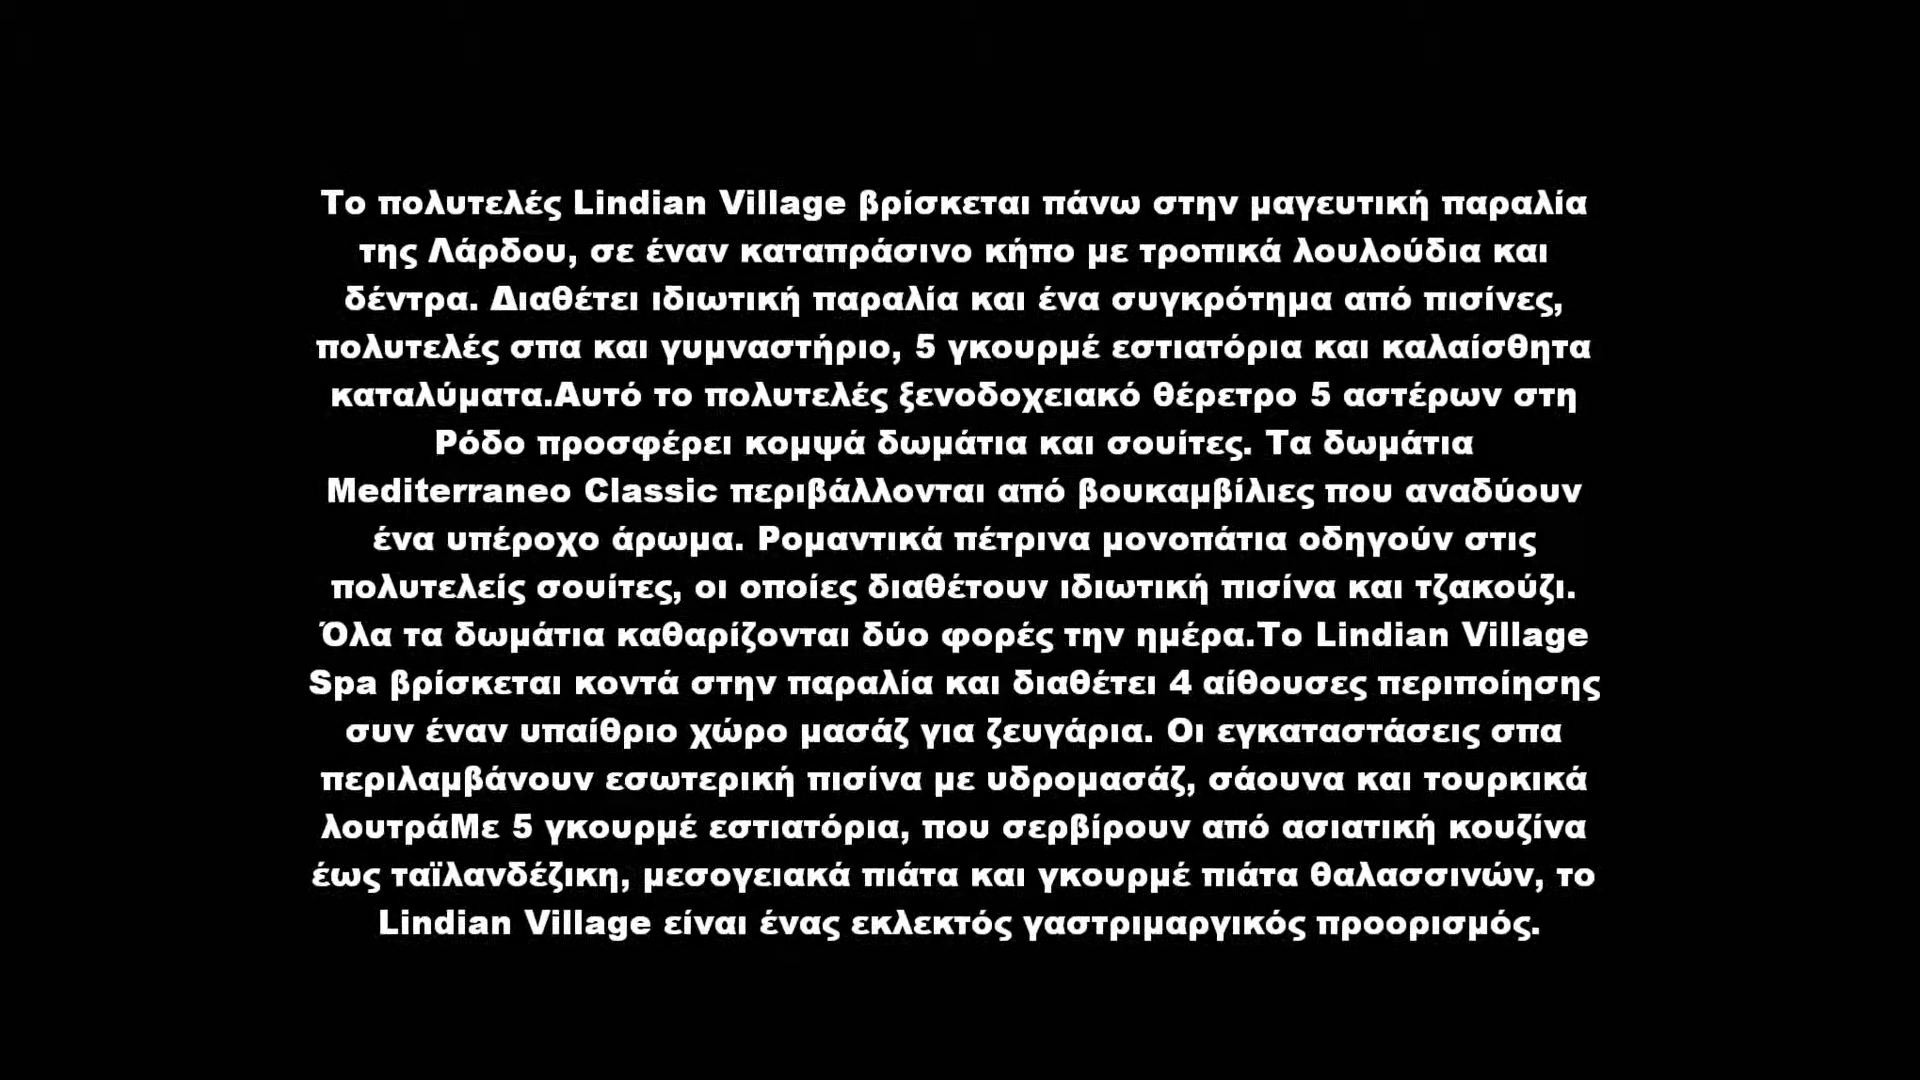 Το πολυτελές Lindian Village βρίσκεται πάνω στην μαγευτική παραλία
της Λάρδου, σε έναν καταπράσινο κήπο με τροπικά λουλούδια και
δέντρα. Διαθέτει ιδιωτική παραλία και ένα συγκρότημα από πισίνες,
πολυτελές σπα και γυμναστήριο, 5 γκουρμέ εστιατόρια και καλαίσθητα
καταλύματα.Αυτό το πολυτελές ξενοδοχειακό θέρετρο 5 αστέρων στη
Ρόδο προσφέρει κομψά δωμάτια και σουίτες. Τα δωμάτια
Mediterraneo Classic περιβάλλονται από βουκαμβίλιες που αναδύουν
ένα υπέροχο άρωμα. Ρομαντικά πέτρινα μονοπάτια οδηγούν στις
πολυτελείς σουίτες, οι οποίες διαθέτουν ιδιωτική πισίνα και τζακούζι.
Όλα τα δωμάτια καθαρίζονται δύο φορές την ημέρα.Το Lindian Village
Spa βρίσκεται κοντά στην παραλία και διαθέτει 4 αίθουσες περιποίησης
συν έναν υπαίθριο χώρο μασάζ για ζευγάρια. Οι εγκαταστάσεις σπα
περιλαμβάνουν εσωτερική πισίνα με υδρομασάζ, σάουνα και τουρκικά
λουτράΜε 5 γκουρμέ εστιατόρια, που σερβίρουν από ασιατική κουζίνα
έως ταϊλανδέζικη, μεσογειακά πιάτα και γκουρμέ πιάτα θαλασσινών, το
Lindian Village είναι ένας εκλεκτός γαστριμαργικός προορισμός.